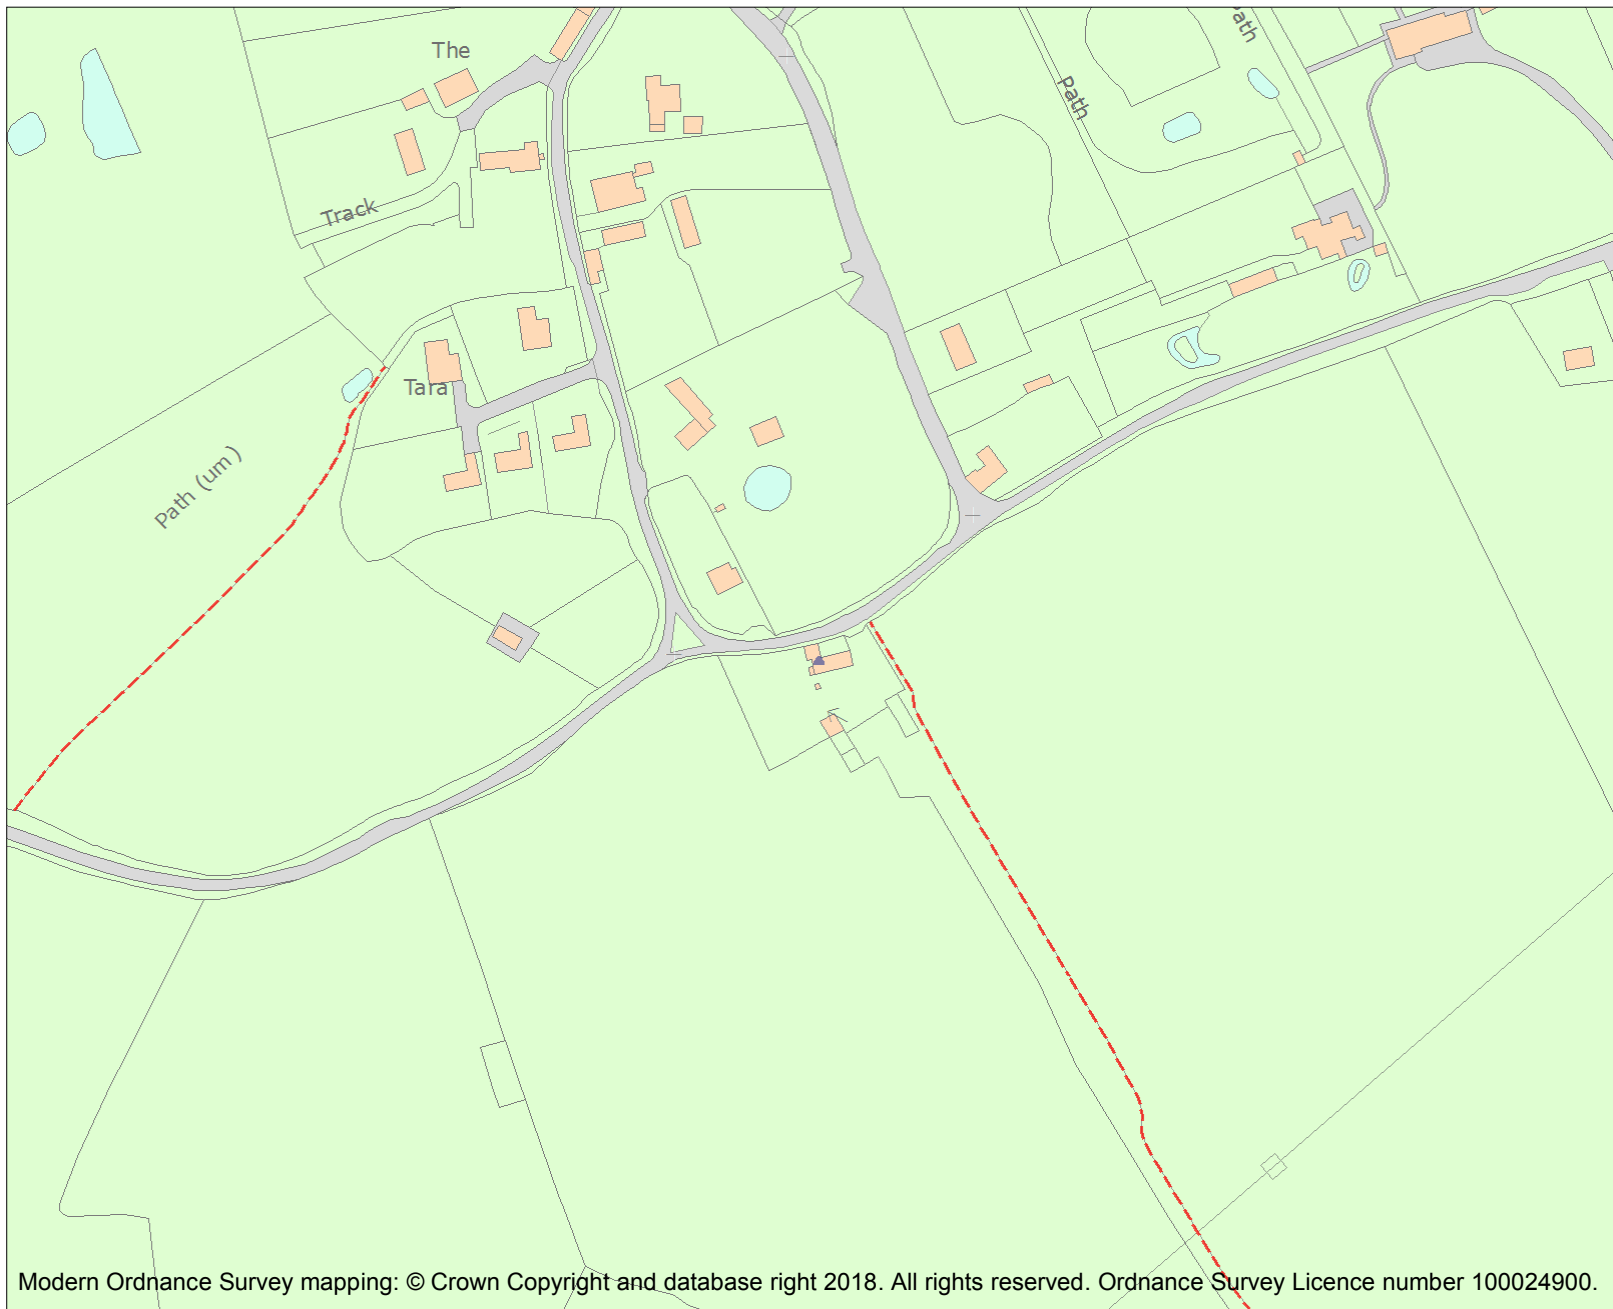 The
Path
Path
Track
Tara
Path (um)
Modern Ordnance Survey mapping: © Crown Copyright and database right 2018. All rights reserved. Ordnance Survey Licence number 100024900.